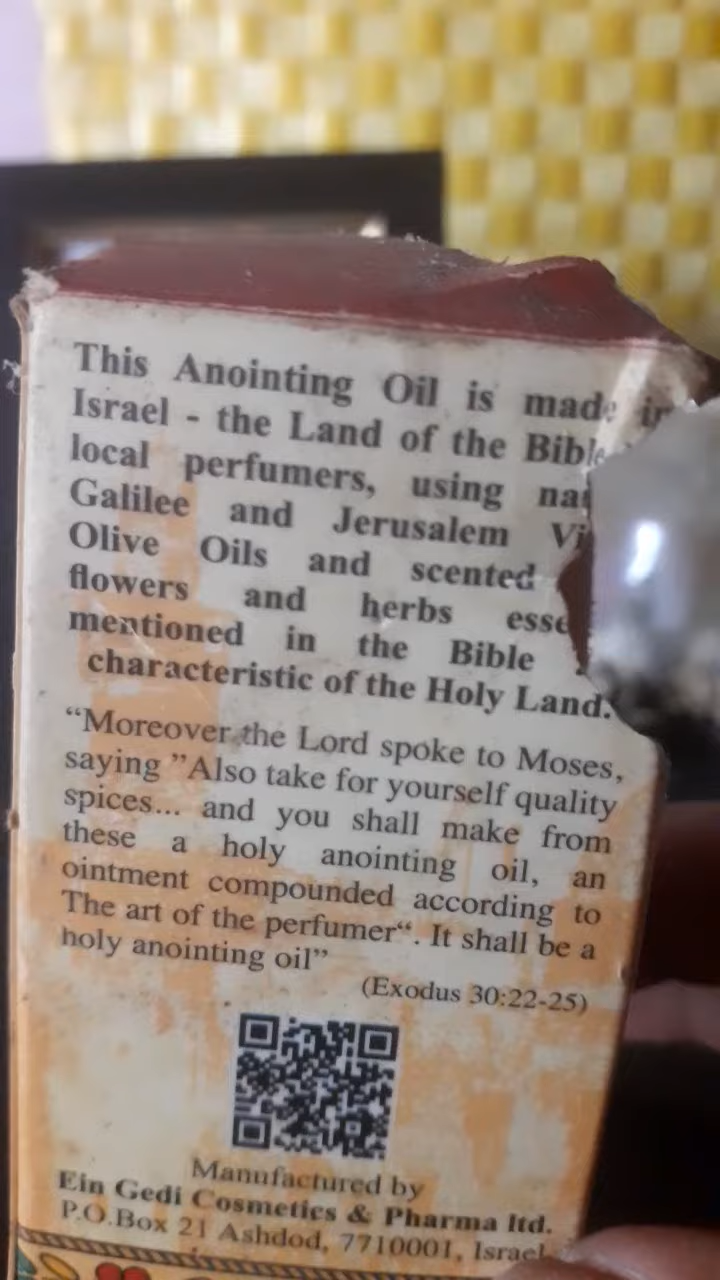 This Anointing Oil is made in
Israel - the Land of the Bible
local perfumers, using
Galilee and Jerusalem
Olive Oils and scented
flowers and herbs
mentioned in the Bible
characteristic of the Holy Land.
“Moreover the Lord spoke to Moses,
saying ”Also take for yourself quality
spices... and you shall make from
these a holy anointing oil, an
ointment compounded according to
The art of the perfumer“. It shall be a
holy anointing oil”
(Exodus 30:22-25)
Manufactured by
Ein Gedi Cosmetics & Pharma ltd.
P.O.Box 21 Ashdod, 7710001, Israel